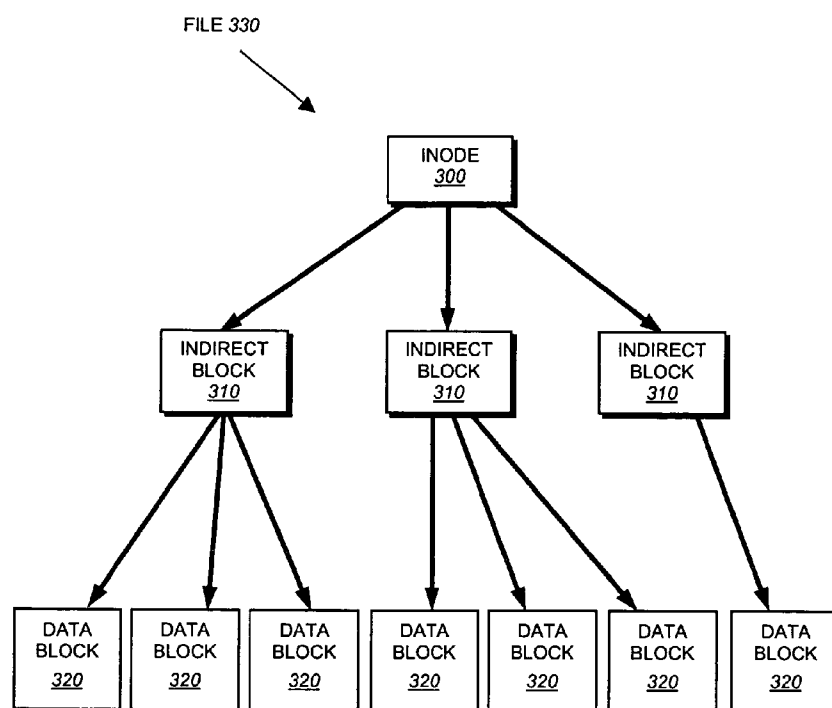 FILE 330
INODE
300
INDIRECT
BLOCK
310
INDIRECT
BLOCK
310
INDIRECT
BLOCK
310
DATA
BLOCK
320
DATA
BLOCK
320
DATA
BLOCK
320
DATA
BLOCK
320
DATA
BLOCK
320
DATA
BLOCK
320
DATA
BLOCK
320